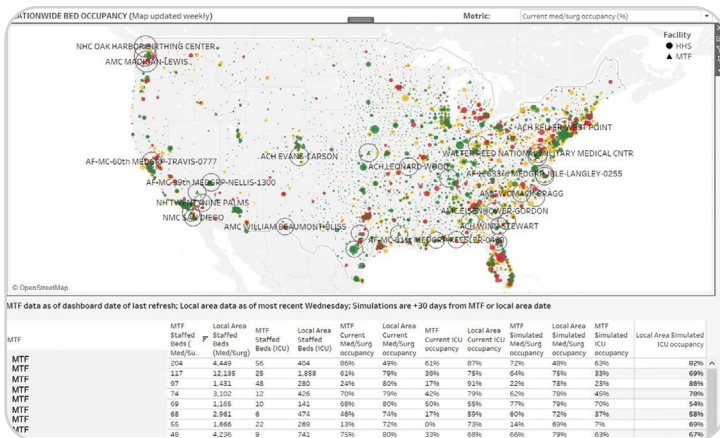 NATIONWIDE BED OCCUPANCY (Map updated weekly)
Metric:
Current med/surg occupancy (%)
Facility
HHS
MTF
NHC OAK HARBOR BIRTHING CENTER
AMC MADIGAN-LEWIS
ACH KELLER-WEST POINT
WALTER REED NATIONAL MILITARY MEDICAL CNTR
ACH EVANS-CARSON
AF-MC-60th MEDGRP-TRAVIS-0777
ACH LEONARD WOOD
AF-H-633rd MEDGRP JBLE-LANGLEY-0255
AF-MC-99th MEDGRP-NELLIS-1300
AMC WOMACK-BRAGG
NH TWENTYNINE PALMS
AMC EISENHOWER-GORDON
NMC SAN DIEGO
AMC WILLIAM BEAUMONT-BLISS
ACH WINN-STEWART
AF-MC-81st MEDGRP-KEESLER
© OpenStreetMap
MTF data as of dashboard date of last refresh; Local area data as of most recent Wednesday; Simulations are +30 days from MTF or local area date
MTF
MTF Staffed Beds (Med/Su..
Local Area Staffed Beds (Med/Surg)
MTF Staffed Beds (ICU)
Local Area Staffed Beds (ICU)
MTF Current Med/Surg occupancy
Local Area Current Med/Surg occupancy
MTF Current ICU occupancy
Local Area Current ICU occupancy
MTF Simulated Med/Surg occupancy
Local Area Simulated Med/Surg occupancy
MTF Simulated ICU occupancy
Local Area Simulated ICU occupancy
MTF 204 4,449 56 404 86% 49% 61% 87% 72% 48% 63% 82%
MTF 117 12,135 25 1,858 61% 79% 36% 75% 64% 75% 33% 69%
MTF 97 1,431 48 280 24% 80% 17% 91% 22% 78% 23% 86%
MTF 74 3,102 12 426 70% 79% 42% 79% 62% 78% 45% 78%
MTF 69 1,165 10 141 68% 80% 50% 55% 77% 79% 70% 54%
MTF 68 2,961 6 474 46% 74% 17% 59% 60% 72% 37% 58%
MTF 55 1,666 22 269 13% 72% 0% 73% 14% 69% 7% 69%
MTF 48 4,236 9 741 75% 80% 33% 68% 66% 79% 63% 67%